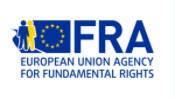 FRA
EUROPEAN UNION AGENCY
FOR FUNDAMENTAL RIGHTS